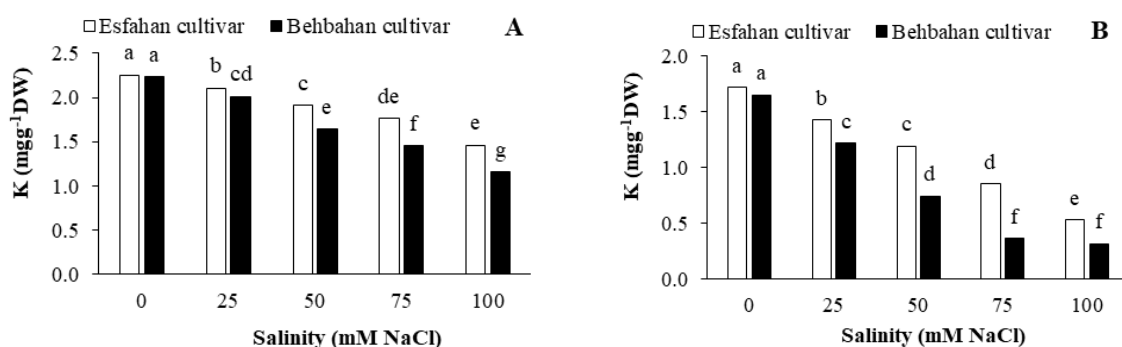 Esfahan cultivar Behbahan cultivar A
K (mgg-1DW)
2.5
2.0
1.5
1.0
0.5
0.0
a a b cd c e de f e g
0 25 50 75 100
Salinity (mM NaCl)
Esfahan cultivar Behbahan cultivar B
K (mgg-1DW)
2.0
1.5
1.0
0.5
0.0
a a b c c d d f e f
0 25 50 75 100
Salinity (mM NaCl)